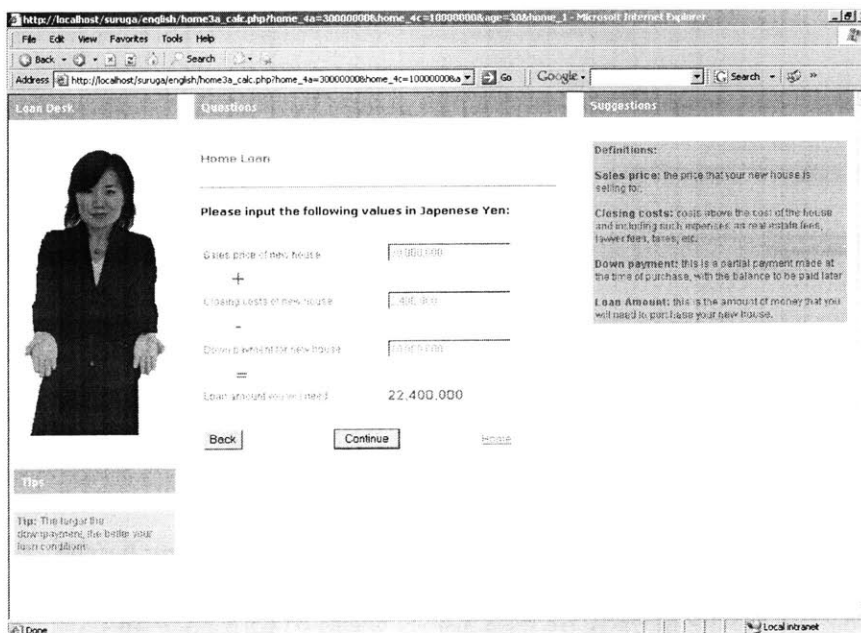 http://localhost/suruga/english/home3a_calc.php?home_4a=30000000&home_4c=10000000&age=30&home_1 - Microsoft Internet Explorer
File Edit View Favorites Tools Help
Back Search
Address http://localhost/suruga/english/home3a_calc.php?home_4a=30000000&home_4c=10000000&a Go Google Search »
Loan Desk
Questions
Suggestions
Home Loan
Please input the following values in Japenese Yen:
Sales price of new house
+
Closing costs of new house
-
Down payment for new house
=
Loan amount you will need 22,400,000
Back Continue Home
Definitions:
Sales price: the price that your new house is
selling for.
Closing costs: costs above the cost of the house
and including such expenses as real estate fees,
lawyer fees, taxes, etc.
Down payment: this is a partial payment made at
the time of purchase, with the balance to be paid later
Loan Amount: this is the amount of money that you
will need to purchase your new house.
Tips
Tip: The larger the
downpayment, the better your
loan conditions
Done
Local intranet